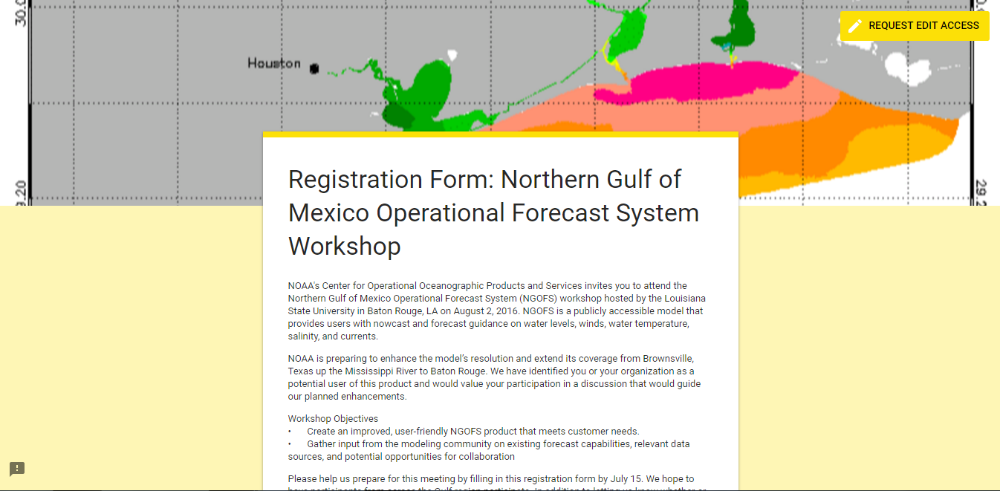 30.0
REQUEST EDIT ACCESS
Houston
Registration Form: Northern Gulf of
Mexico Operational Forecast System
Workshop
NOAA's Center for Operational Oceanographic Products and Services invites you to attend the
Northern Gulf of Mexico Operational Forecast System (NGOFS) workshop hosted by the Louisiana
State University in Baton Rouge, LA on August 2, 2016. NGOFS is a publicly accessible model that
provides users with nowcast and forecast guidance on water levels, winds, water temperature,
salinity, and currents.
NOAA is preparing to enhance the model’s resolution and extend its coverage from Brownsville,
Texas up the Mississippi River to Baton Rouge. We have identified you or your organization as a
potential user of this product and would value your participation in a discussion that would guide
our planned enhancements.
Workshop Objectives
• Create an improved, user-friendly NGOFS product that meets customer needs.
• Gather input from the modeling community on existing forecast capabilities, relevant data
sources, and potential opportunities for collaboration
Please help us prepare for this meeting by filling in this registration form by July 15. We hope to